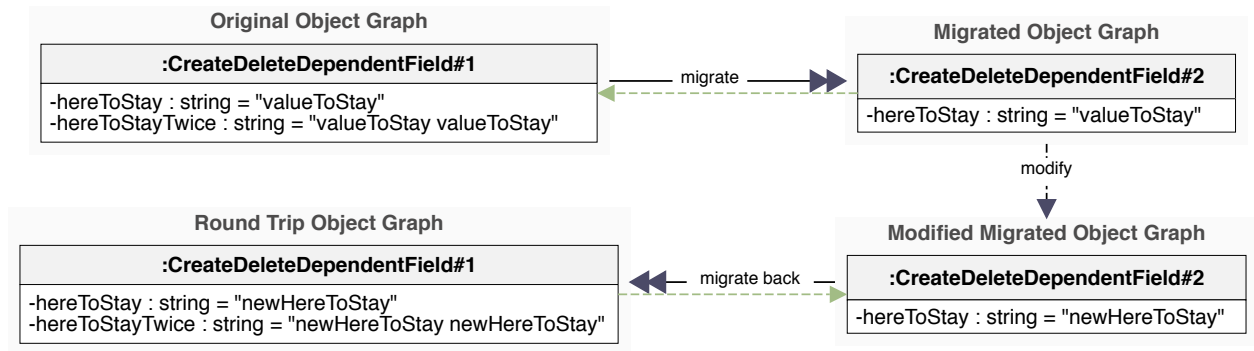 Original Object Graph
:CreateDeleteDependentField#1
-hereToStay : string = "valueToStay"
-hereToStayTwice : string = "valueToStay valueToStay"
migrate
Migrated Object Graph
:CreateDeleteDependentField#2
-hereToStay : string = "valueToStay"
modify
Modified Migrated Object Graph
:CreateDeleteDependentField#2
-hereToStay : string = "newHereToStay"
migrate back
Round Trip Object Graph
:CreateDeleteDependentField#1
-hereToStay : string = "newHereToStay"
-hereToStayTwice : string = "newHereToStay newHereToStay"